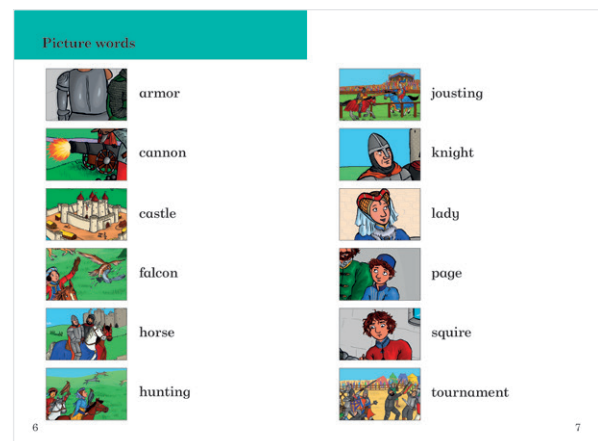 Picture words
armor
cannon
castle
falcon
horse
hunting
6
jousting
knight
lady
page
squire
tournament
7